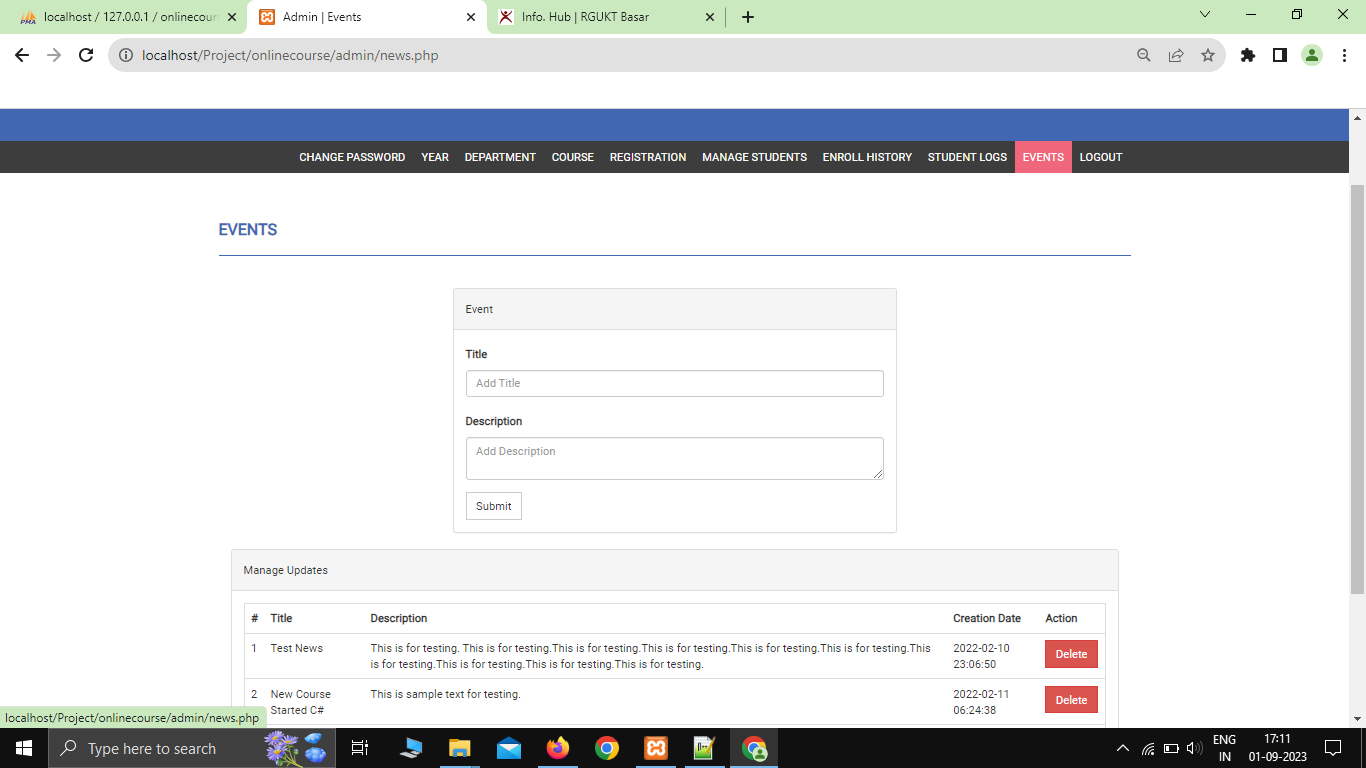 localhost / 127.0.0.1 / onlinecour
Admin | Events
Info. Hub | RGUKT Basar
localhost/Project/onlinecourse/admin/news.php
CHANGE PASSWORD YEAR DEPARTMENT COURSE REGISTRATION MANAGE STUDENTS ENROLL HISTORY STUDENT LOGS EVENTS LOGOUT
EVENTS
Event
Title
Add Title
Description
Add Description
Submit
Manage Updates
# Title Description Creation Date Action
1 Test News This is for testing. This is for testing.This is for testing.This is for testing.This is for testing.This is for testing.This 2022-02-10 Delete
is for testing.This is for testing.This is for testing.This is for testing. 23:06:50
2 New Course This is sample text for testing. 2022-02-11 Delete
Started C# 06:24:38
localhost/Project/onlinecourse/admin/news.php
Type here to search
ENG 17:11
IN 01-09-2023